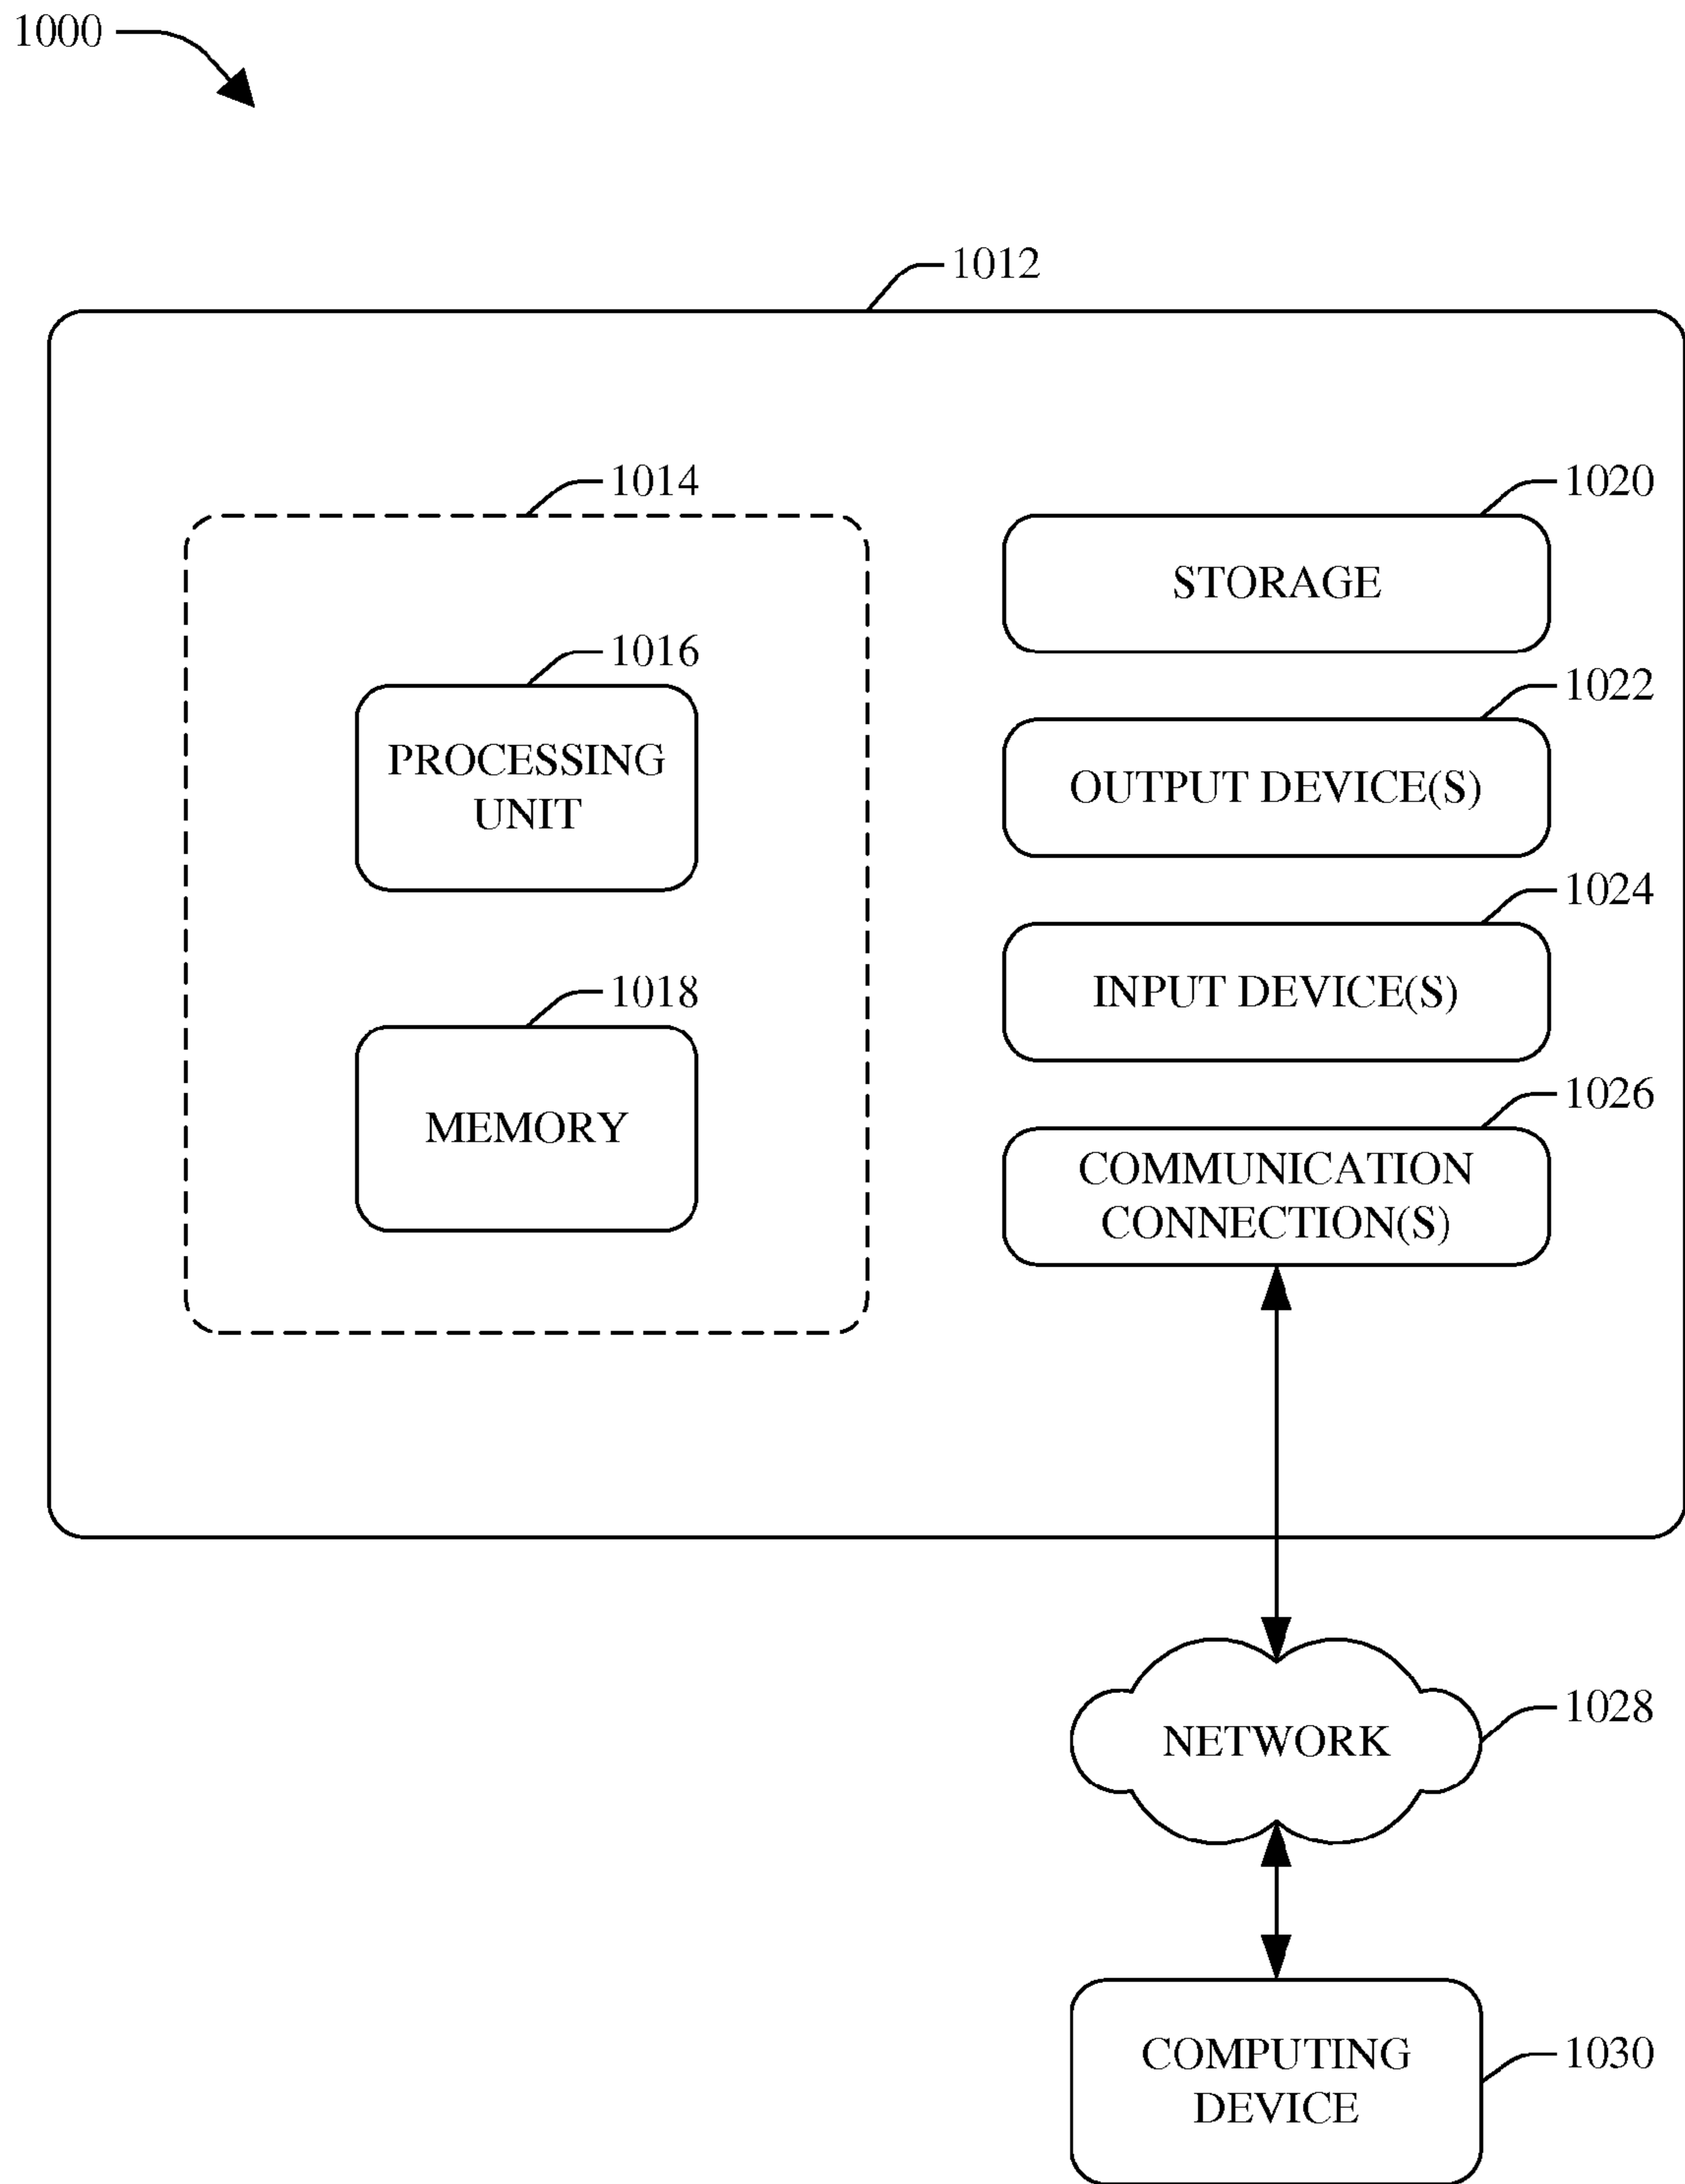 1000
1012
1014
1020
STORAGE
1016
1022
PROCESSING
UNIT
OUTPUT DEVICE(S)
1024
1018
INPUT DEVICE(S)
1026
MEMORY
COMMUNICATION
CONNECTION(S)
1028
NETWORK
1030
COMPUTING
DEVICE